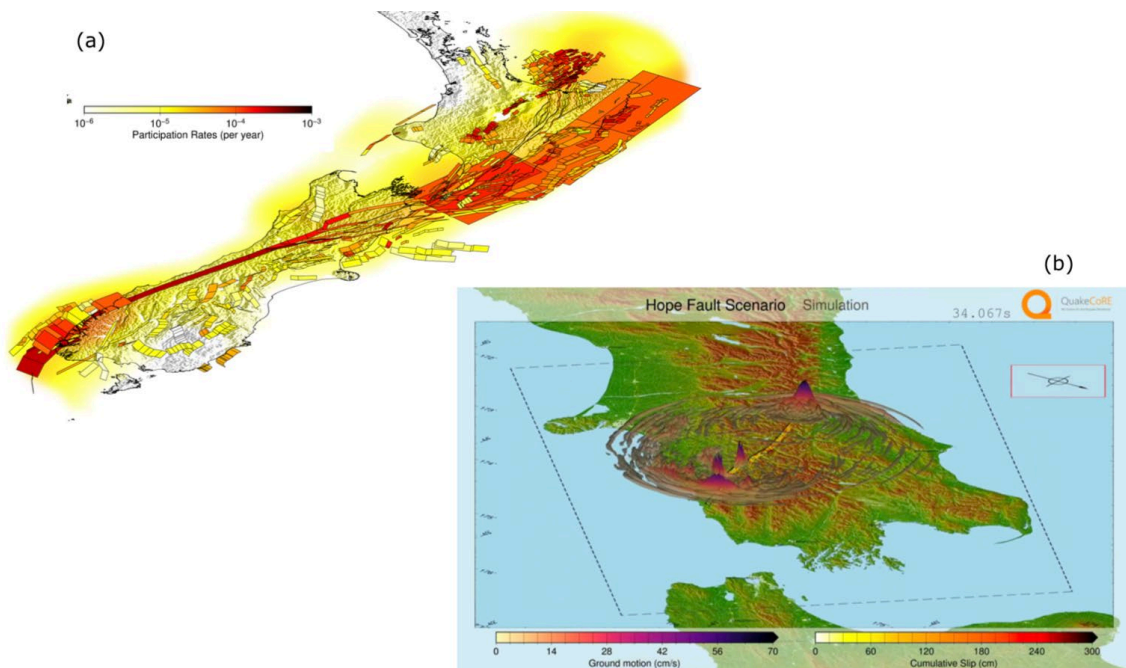 (a)
10⁻⁶ 10⁻⁵ 10⁻⁴ 10⁻³
Participation Rates (per year)
(b)
Hope Fault Scenario Simulation
34.067s
QuakeCoRE
0 14 28 42 56 70
Ground motion (cm/s)
0 60 120 180 240 300
Cumulative Slip (cm)